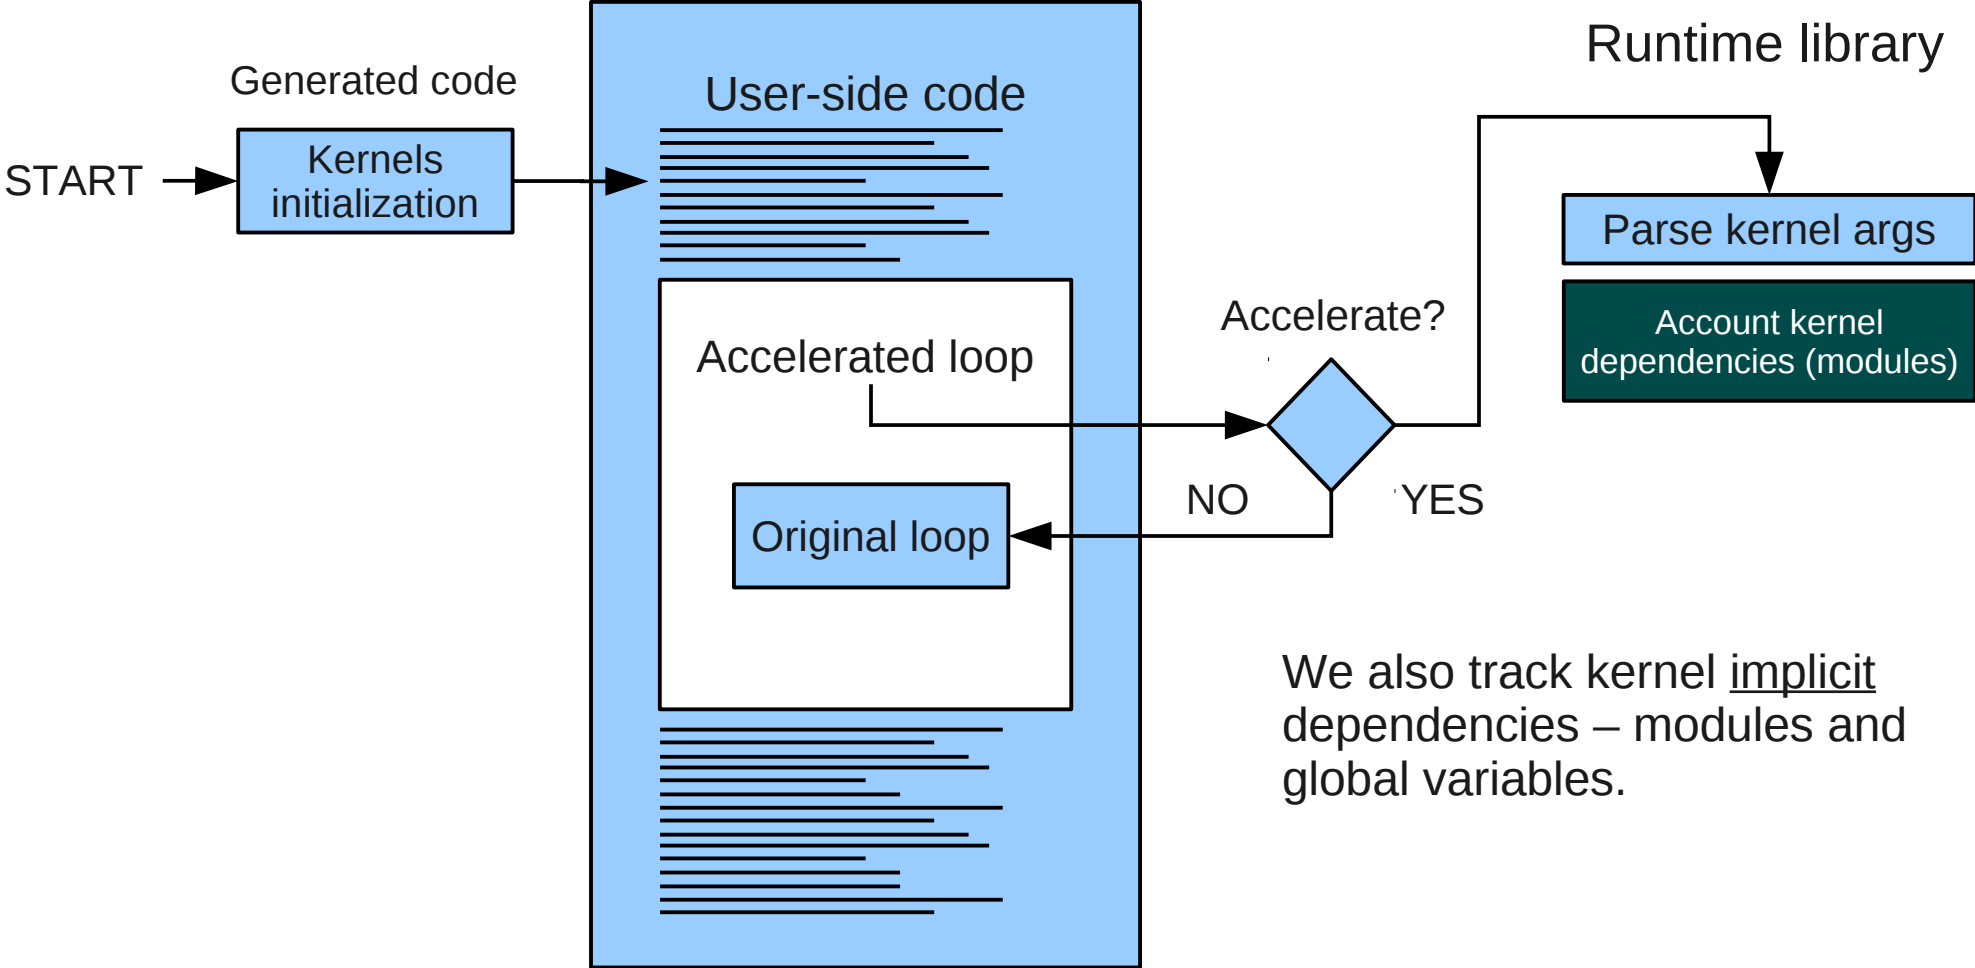 Runtime library
Generated code
User-side code
START
Kernels
initialization
Parse kernel args
Account kernel
dependencies (modules)
Accelerate?
Accelerated loop
NO
YES
Original loop
We also track kernel implicit
dependencies – modules and
global variables.